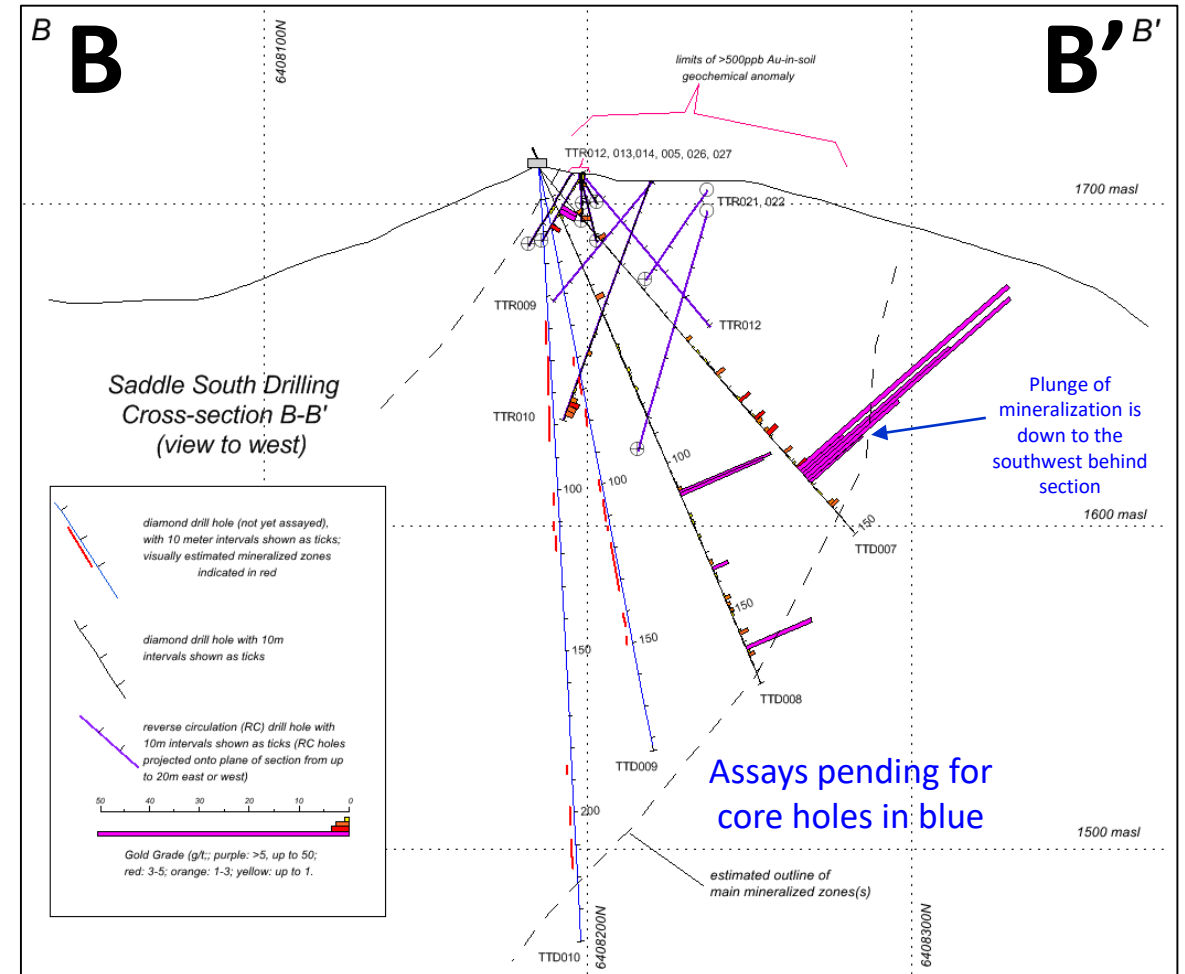 B
B
B'
B'
6408100N
limits of >500ppb Au-in-soil
geochemical anomaly
TTR012, 013,014, 005, 026, 027
1700 masl
TTR021, 022
TTR009
TTR012
Saddle South Drilling
Cross-section B-B'
(view to west)
Plunge of
mineralization is
down to the
southwest behind
section
TTR010
100
100
100
150
1600 masl
TTD007
diamond drill hole (not yet assayed),
with 10 meter intervals shown as ticks;
visually estimated mineralized zones
indicated in red
diamond drill hole with 10m
intervals shown as ticks
150
150
150
TTD008
reverse circulation (RC) drill hole with
10m intervals shown as ticks (RC holes
projected onto plane of section from up
to 20m east or west)
TTD009
Assays pending for
core holes in blue
50 40 30 20 10 0
200
1500 masl
Gold Grade (g/t;; purple: >5, up to 50;
red: 3-5; orange: 1-3; yellow: up to 1.
estimated outline of
main mineralized zones(s)
TTD010
6408200N
6408300N